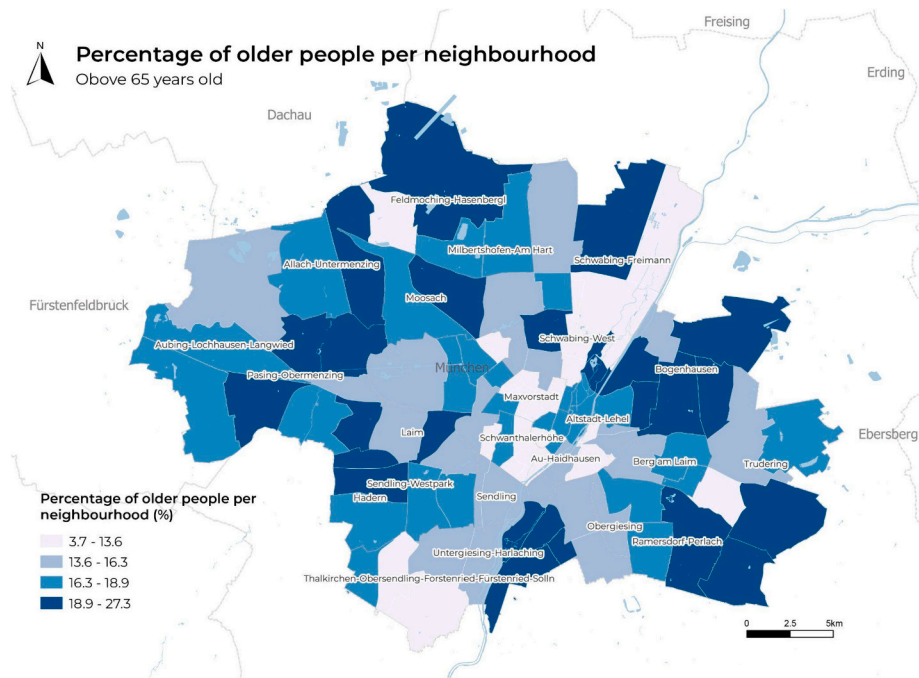 Freising
N
Percentage of older people per neighbourhood
Obove 65 years old
Erding
Dachau
Feldmoching-Hasenbergl
Milbertshofen-Am Hart
Allach-Untermenzing
Schwabing-Freimann
Moosach
Fürstenfeldbruck
Schwabing-West
Aubing-Lochhausen-Langwied
München
Bogenhausen
Pasing-Obermenzing
Maxvorstadt
Altstadt-Lehel
Laim
Schwanthalerhöhe
Ebersberg
Au-Haidhausen
Berg am Laim
Trudering
Sendling-Westpark
Hadern
Sendling
Percentage of older people per
neighbourhood (%)
Obergiesing
Ramersdorf-Perlach
3.7 - 13.6
13.6 - 16.3
16.3 - 18.9
18.9 - 27.3
Untergiesing-Harlaching
Thalkirchen-Obersendling-Forstenried-Fürstenried-Solln
0 2.5 5km